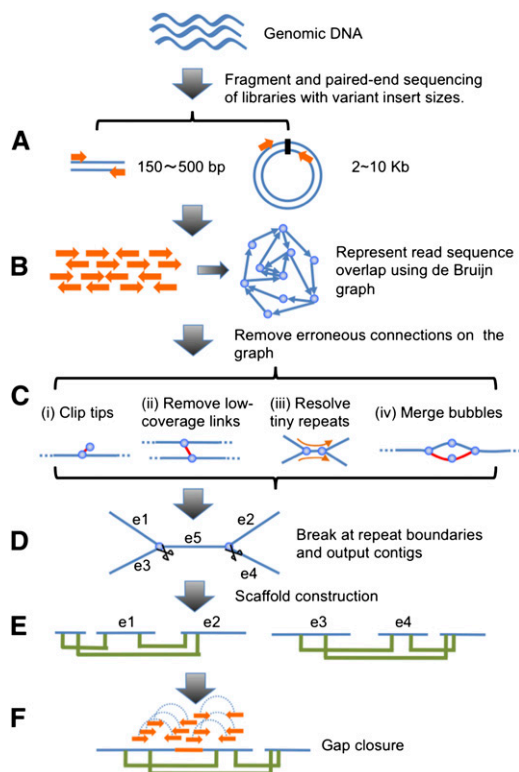 Genomic DNA
Fragment and paired-end sequencing
of libraries with variant insert sizes.
A
150～500 bp
2~10 Kb
B
Represent read sequence
overlap using de Bruijn
graph
Remove erroneous connections on the
graph
C
(i) Clip tips
(ii) Remove low-
coverage links
(iii) Resolve
tiny repeats
(iv) Merge bubbles
D
e1
e2
e5
e3
e4
Break at repeat boundaries
and output contigs
Scaffold construction
E
e1
e2
e3
e4
F
Gap closure